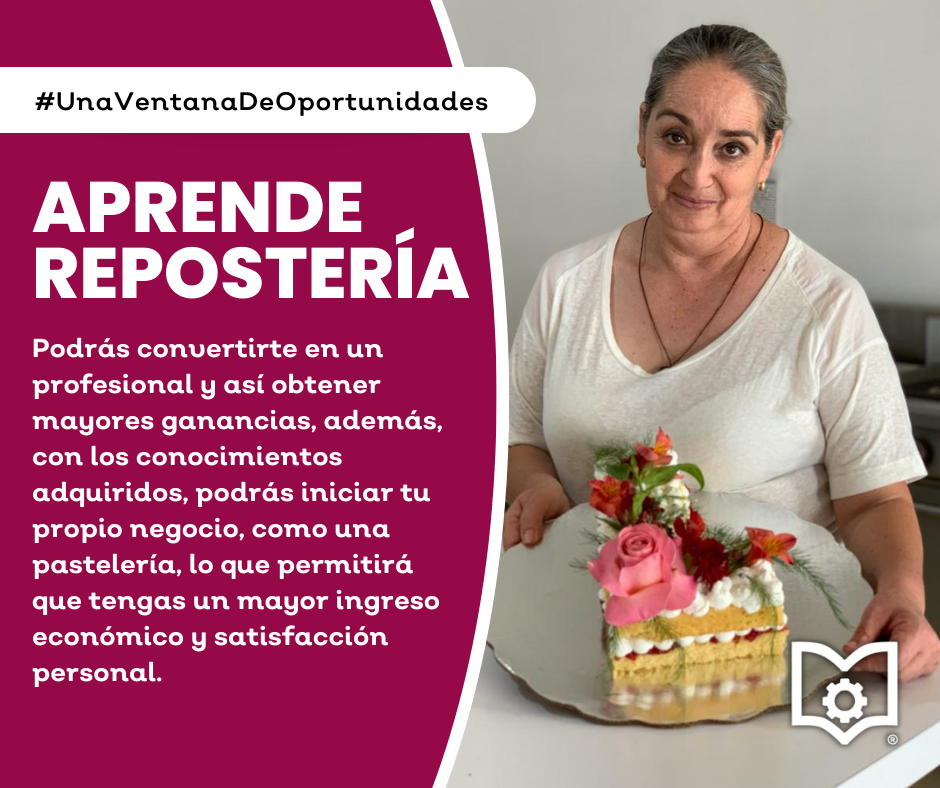 #UnaVentanaDeOportunidades
APRENDE
REPOSTERÍA
Podrás convertirte en un
profesional y así obtener
mayores ganancias, además,
con los conocimientos
adquiridos, podrás iniciar tu
propio negocio, como una
pastelería, lo que permitirá
que tengas un mayor ingreso
económico y satisfacción
personal.
®